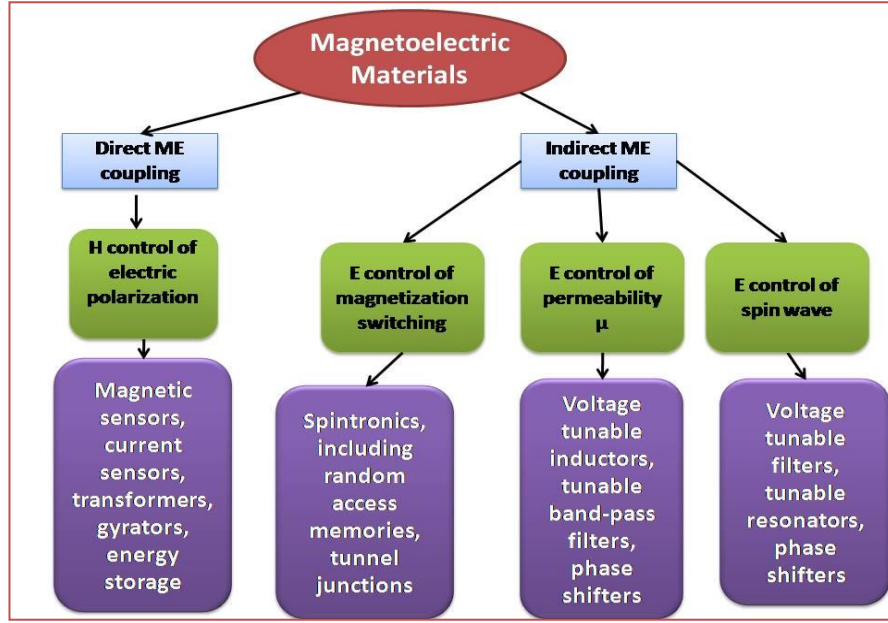 Magnetoelectric
Materials
Direct ME
coupling
Indirect ME
coupling
H control of
electric
polarization
E control of
magnetization
switching
E control of
permeability
μ
E control of
spin wave
Magnetic
sensors,
current
sensors,
transformers,
gyrators,
energy
storage
Spintronics,
including
random
access
memories,
tunnel
junctions
Voltage
tunable
inductors,
tunable
band-pass
filters,
phase
shifters
Voltage
tunable
filters,
tunable
resonators,
phase
shifters